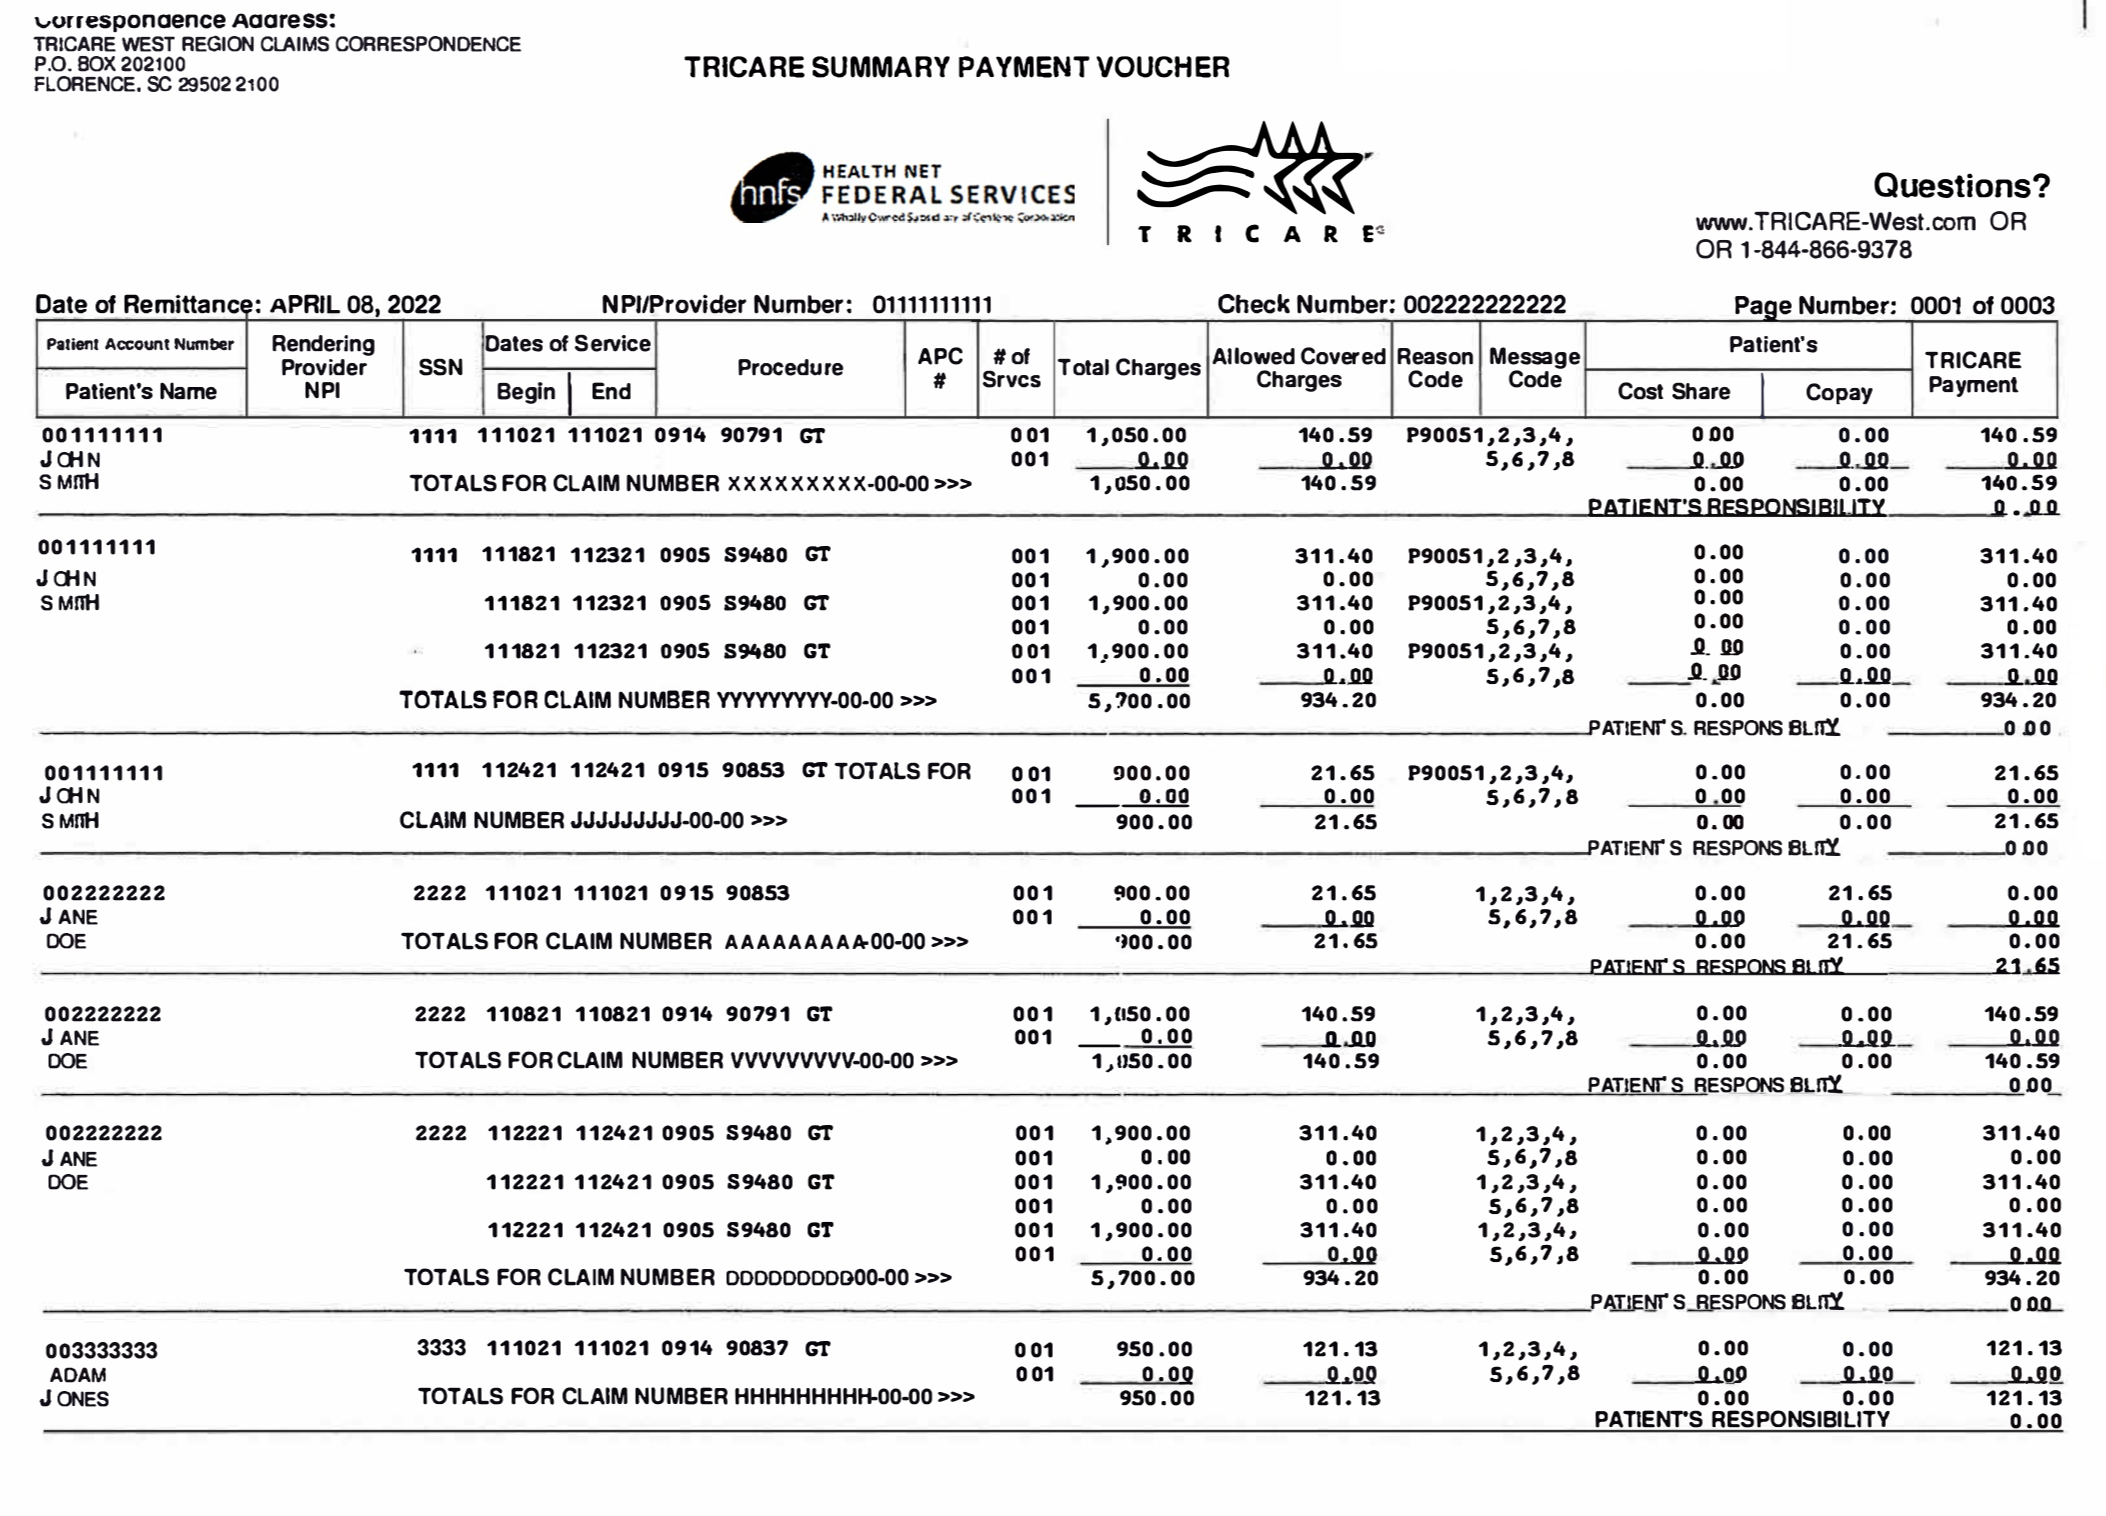 Correspondence Address:
TRICARE WEST REGION CLAIMS CORRESPONDENCE
P.O. BOX 202100
FLORENCE, SC 29502 2100
TRICARE SUMMARY PAYMENT VOUCHER
hnfs HEALTH NET
FEDERAL SERVICES
A Wholly Owned Subsidiary of Centene Corporation
TRICARE
Questions?
www.TRICARE-West.com OR
OR 1-844-866-9378
Date of Remittance: APRIL 08, 2022 NPI/Provider Number: 01111111111 Check Number: 002222222222 Page Number: 0001 of 0003
Patient Account Number
Patient's Name
Rendering Provider NPI
SSN
Dates of Service
Begin End
Procedure
APC #
# of Srvcs
Total Charges
Allowed Covered Charges
Reason Code
Message Code
Patient's
Cost Share Copay
TRICARE Payment
001111111 1111 111021 111021 0914 90791 GT 001 1,050.00 140.59 P90051,2,3,4, 0.00 0.00 140.59
JOHN 001 0.00 0.00 5,6,7,8 0.00 0.00 0.00
SMITH TOTALS FOR CLAIM NUMBER XXXXXXXXX-00-00 >>> 1,050.00 140.59 0.00 0.00 140.59
PATIENT'S RESPONSIBILITY 0.00
001111111 1111 111821 112321 0905 S9480 GT 001 1,900.00 311.40 P90051,2,3,4, 0.00 0.00 311.40
JOHN 001 0.00 0.00 5,6,7,8 0.00 0.00 0.00
SMITH 111821 112321 0905 S9480 GT 001 1,900.00 311.40 P90051,2,3,4, 0.00 0.00 311.40
001 0.00 0.00 5,6,7,8 0.00 0.00 0.00
111821 112321 0905 S9480 GT 001 1,900.00 311.40 P90051,2,3,4, 0.00 0.00 311.40
001 0.00 0.00 5,6,7,8 0.00 0.00 0.00
TOTALS FOR CLAIM NUMBER YYYYYYYYY-00-00 >>> 5,700.00 934.20 0.00 0.00 934.20
PATIENT'S. RESPONSIBLITY 0.00
001111111 1111 112421 112421 0915 90853 GT TOTALS FOR 001 900.00 21.65 P90051,2,3,4, 0.00 0.00 21.65
JOHN 001 0.00 0.00 5,6,7,8 0.00 0.00 0.00
SMITH CLAIM NUMBER JJJJJJJJJ-00-00 >>> 900.00 21.65 0.00 0.00 21.65
PATIENT'S RESPONSIBLITY 0.00
002222222 2222 111021 111021 0915 90853 001 900.00 21.65 1,2,3,4, 0.00 21.65 0.00
JANE 001 0.00 0.00 5,6,7,8 0.00 0.00 0.00
DOE TOTALS FOR CLAIM NUMBER AAAAAAAAA-00-00 >>> 900.00 21.65 0.00 21.65 0.00
PATIENT'S RESPONSIBLITY 21.65
002222222 2222 110821 110821 0914 90791 GT 001 1,050.00 140.59 1,2,3,4, 0.00 0.00 140.59
JANE 001 0.00 0.00 5,6,7,8 0.00 0.00 0.00
DOE TOTALS FOR CLAIM NUMBER VVVVVVVVV-00-00 >>> 1,050.00 140.59 0.00 0.00 140.59
PATIENT'S RESPONSIBLITY 0.00
002222222 2222 112221 112421 0905 S9480 GT 001 1,900.00 311.40 1,2,3,4, 0.00 0.00 311.40
JANE 001 0.00 0.00 5,6,7,8 0.00 0.00 0.00
DOE 112221 112421 0905 S9480 GT 001 1,900.00 311.40 1,2,3,4, 0.00 0.00 311.40
001 0.00 0.00 5,6,7,8 0.00 0.00 0.00
112221 112421 0905 S9480 GT 001 1,900.00 311.40 1,2,3,4, 0.00 0.00 311.40
001 0.00 0.00 5,6,7,8 0.00 0.00 0.00
TOTALS FOR CLAIM NUMBER DDDDDDDDD00-00 >>> 5,700.00 934.20 0.00 0.00 934.20
PATIENT'S RESPONSIBLITY 0.00
003333333 3333 111021 111021 0914 90837 GT 001 950.00 121.13 1,2,3,4, 0.00 0.00 121.13
ADAM 001 0.00 0.00 5,6,7,8 0.00 0.00 0.00
JONES TOTALS FOR CLAIM NUMBER HHHHHHHHH-00-00 >>> 950.00 121.13 0.00 0.00 121.13
PATIENT'S RESPONSIBILITY 0.00